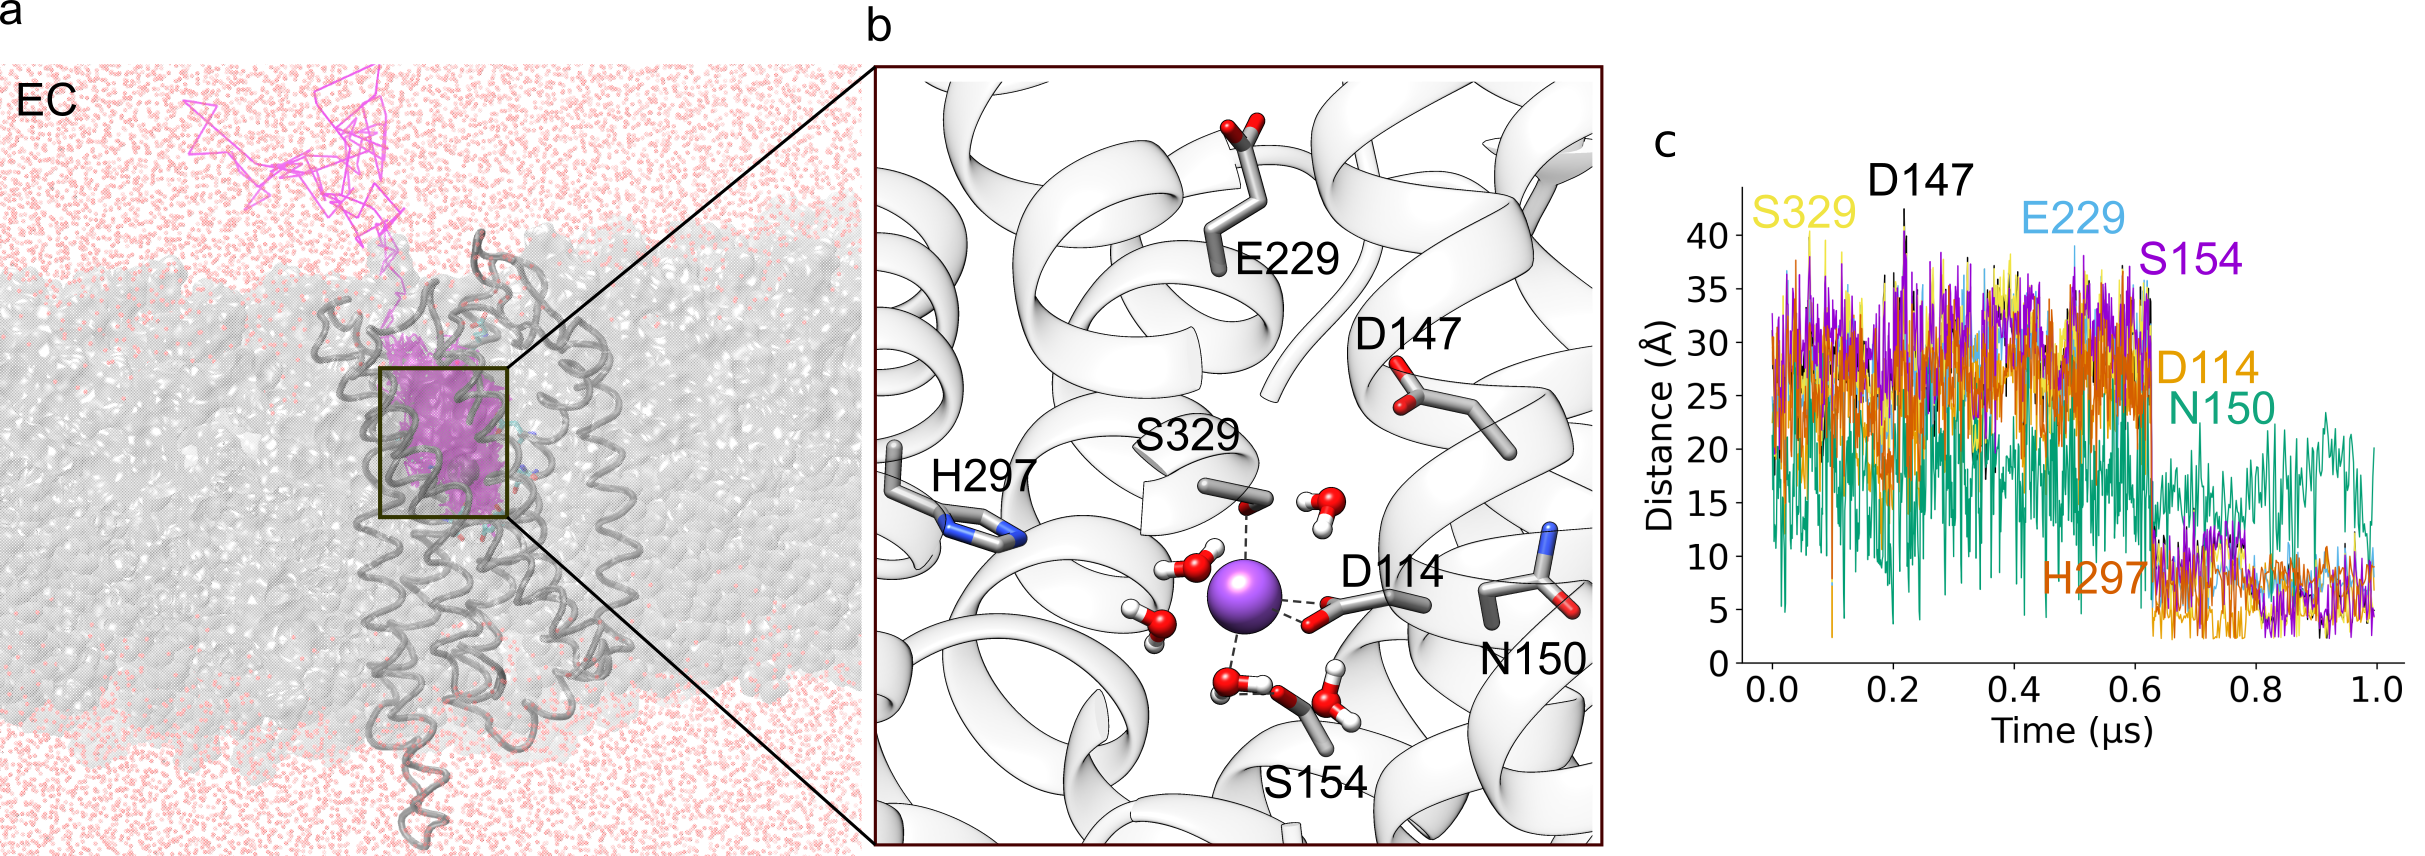 a
EC
b
E229
D147
S329
H297
D114
N150
S154
c
D147
S329
E229
S154
D114
N150
H297
Distance (Å)
40
35
30
25
20
15
10
5
0
0.0 0.2 0.4 0.6 0.8 1.0
Time (µs)